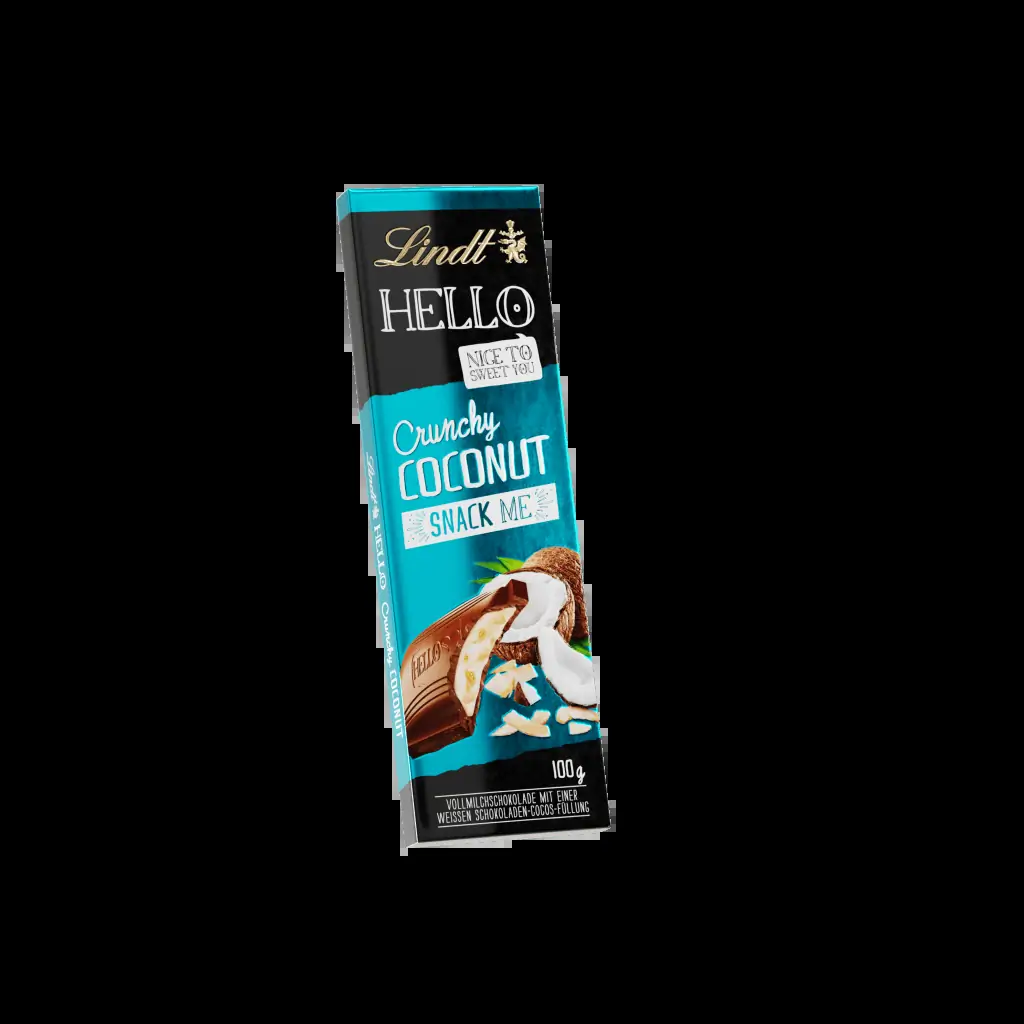 Lindt
HELLO
NICE TO
SWEET YOU
Crunchy
COCONUT
SNACK ME
HELLO
100g
VOLLMILCHSCHOKOLADE MIT EINER
WEISSEN SCHOKOLADEN-COCOS-FÜLLUNG
Lindt HELLO Crunchy COCONUT